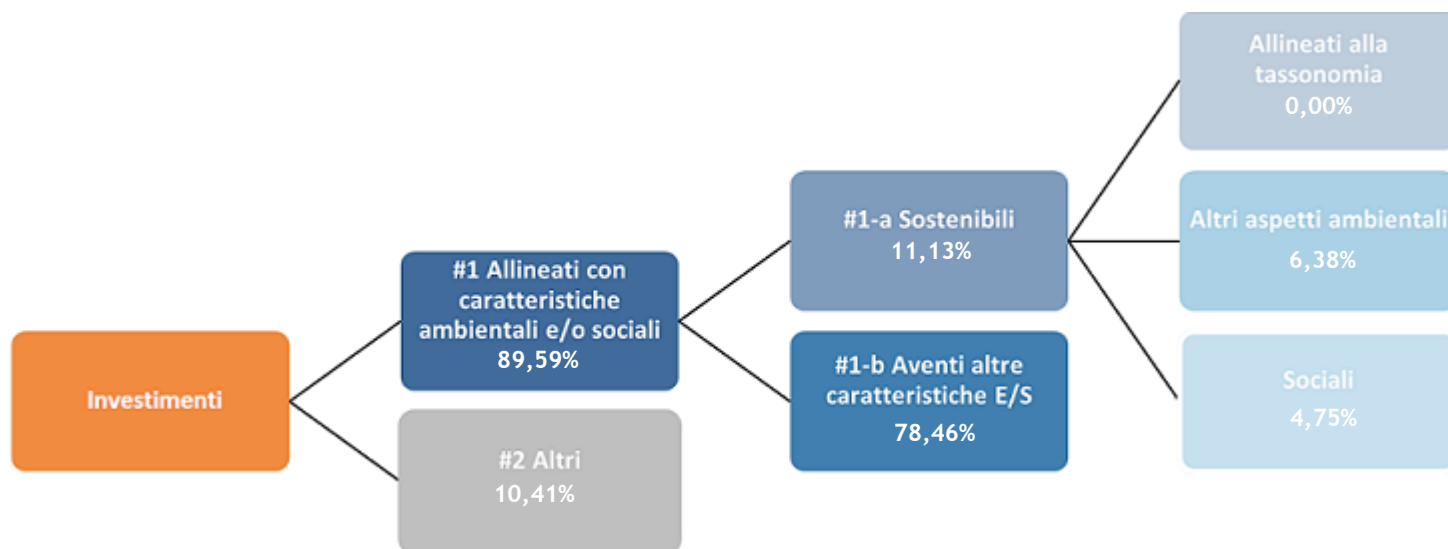 Investimenti
#1 Allineati con
caratteristiche
ambientali e/o sociali
89,59%
#2 Altri
10,41%
#1-a Sostenibili
11,13%
#1-b Aventi altre
caratteristiche E/S
78,46%
Allineati alla
tassonomia
0,00%
Altri aspetti ambientali
6,38%
Sociali
4,75%